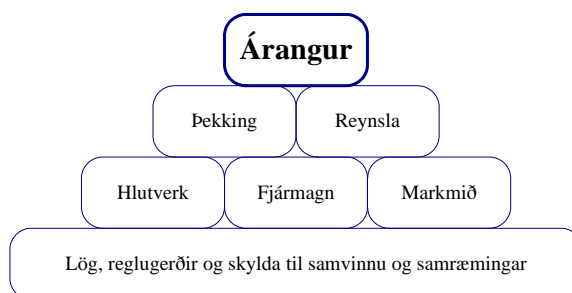 Árangur
Þekking Reynsla
Hlutverk Fjármagn Markmið
Lög, reglugerðir og skylda til samvinnu og samræmingar